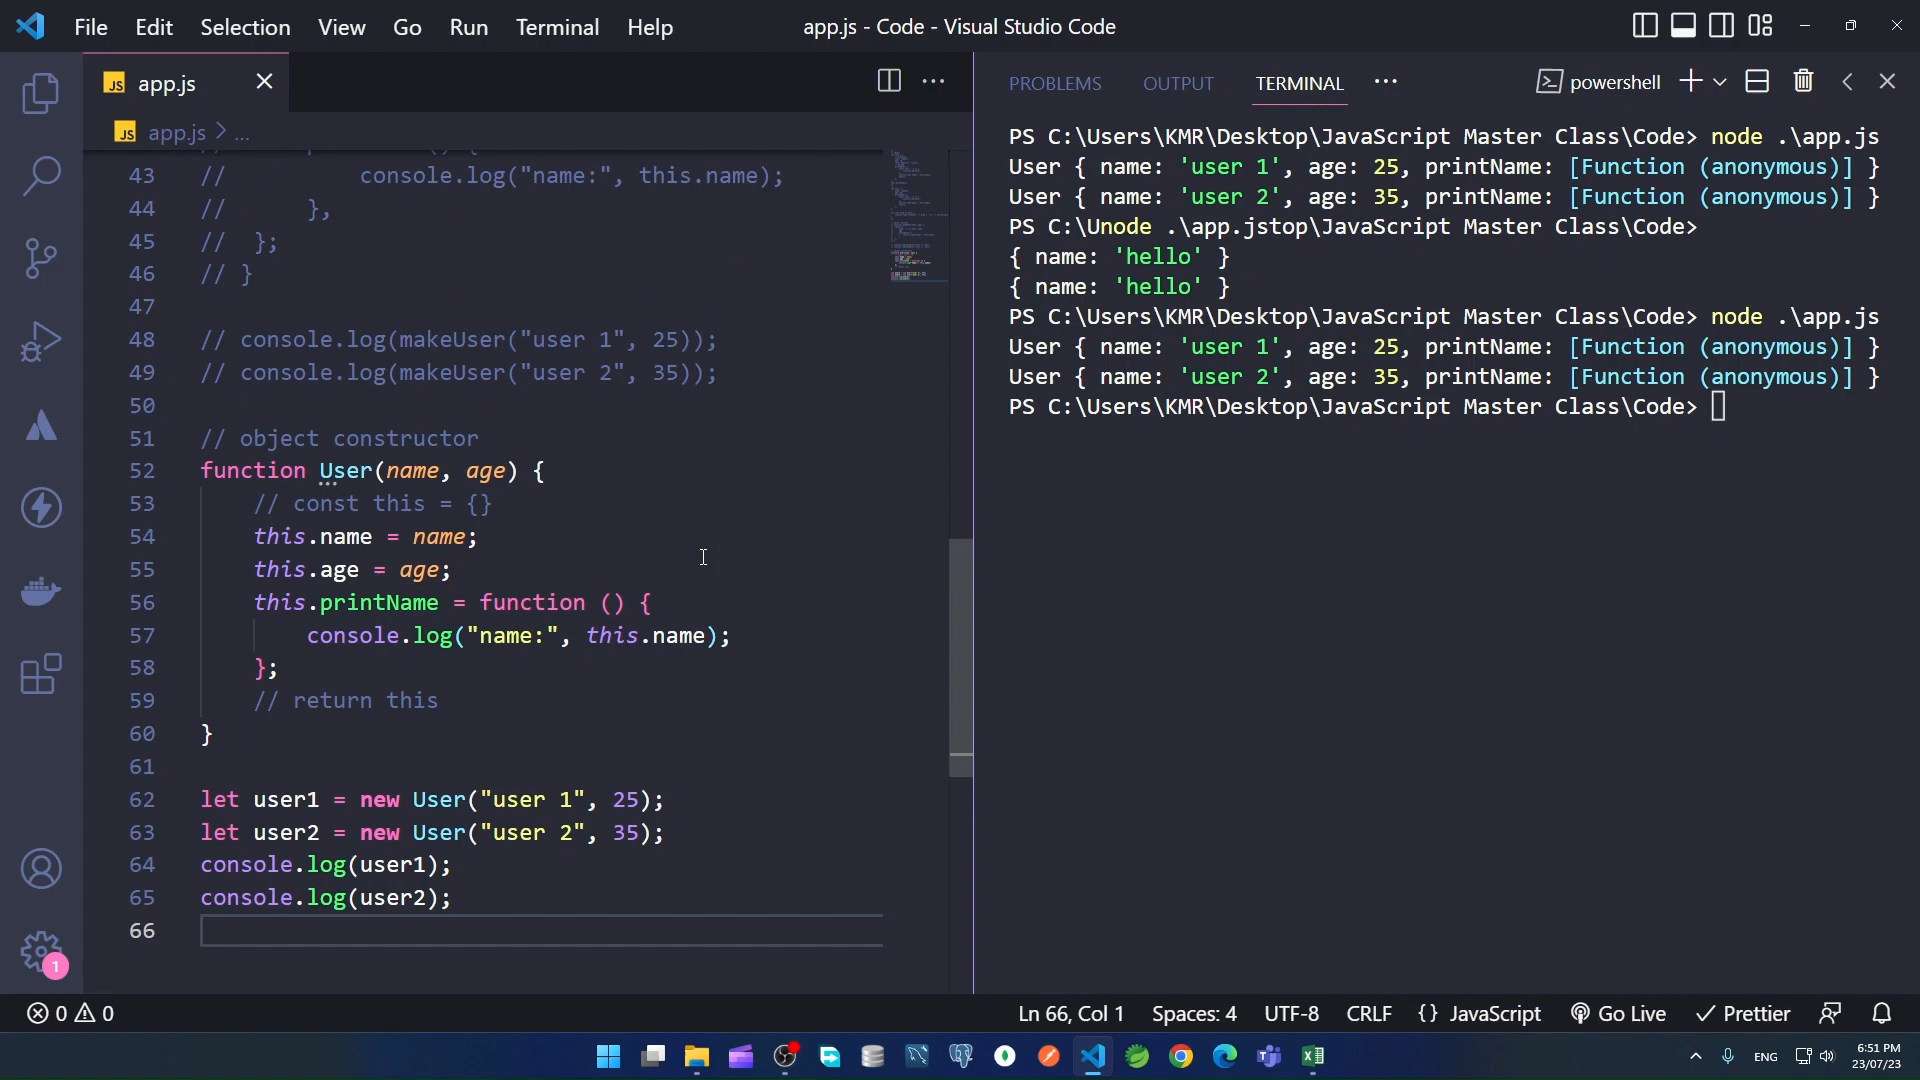 File Edit Selection View Go Run Terminal Help
app.js - Code - Visual Studio Code
JS app.js
JS app.js > ...
43 // console.log("name:", this.name);
44 // },
45 // };
46 // }
47
48 // console.log(makeUser("user 1", 25));
49 // console.log(makeUser("user 2", 35));
50
51 // object constructor
52 function User(name, age) {
53 // const this = {}
54 this.name = name;
55 this.age = age;
56 this.printName = function () {
57 console.log("name:", this.name);
58 };
59 // return this
60 }
61
62 let user1 = new User("user 1", 25);
63 let user2 = new User("user 2", 35);
64 console.log(user1);
65 console.log(user2);
66
PROBLEMS OUTPUT TERMINAL ... powershell
PS C:\Users\KMR\Desktop\JavaScript Master Class\Code> node .\app.js
User { name: 'user 1', age: 25, printName: [Function (anonymous)] }
User { name: 'user 2', age: 35, printName: [Function (anonymous)] }
PS C:\Unode .\app.jstop\JavaScript Master Class\Code>
{ name: 'hello' }
{ name: 'hello' }
PS C:\Users\KMR\Desktop\JavaScript Master Class\Code> node .\app.js
User { name: 'user 1', age: 25, printName: [Function (anonymous)] }
User { name: 'user 2', age: 35, printName: [Function (anonymous)] }
PS C:\Users\KMR\Desktop\JavaScript Master Class\Code>
1
0 0
Ln 66, Col 1 Spaces: 4 UTF-8 CRLF {} JavaScript Go Live Prettier
ENG
6:51 PM
23/07/23